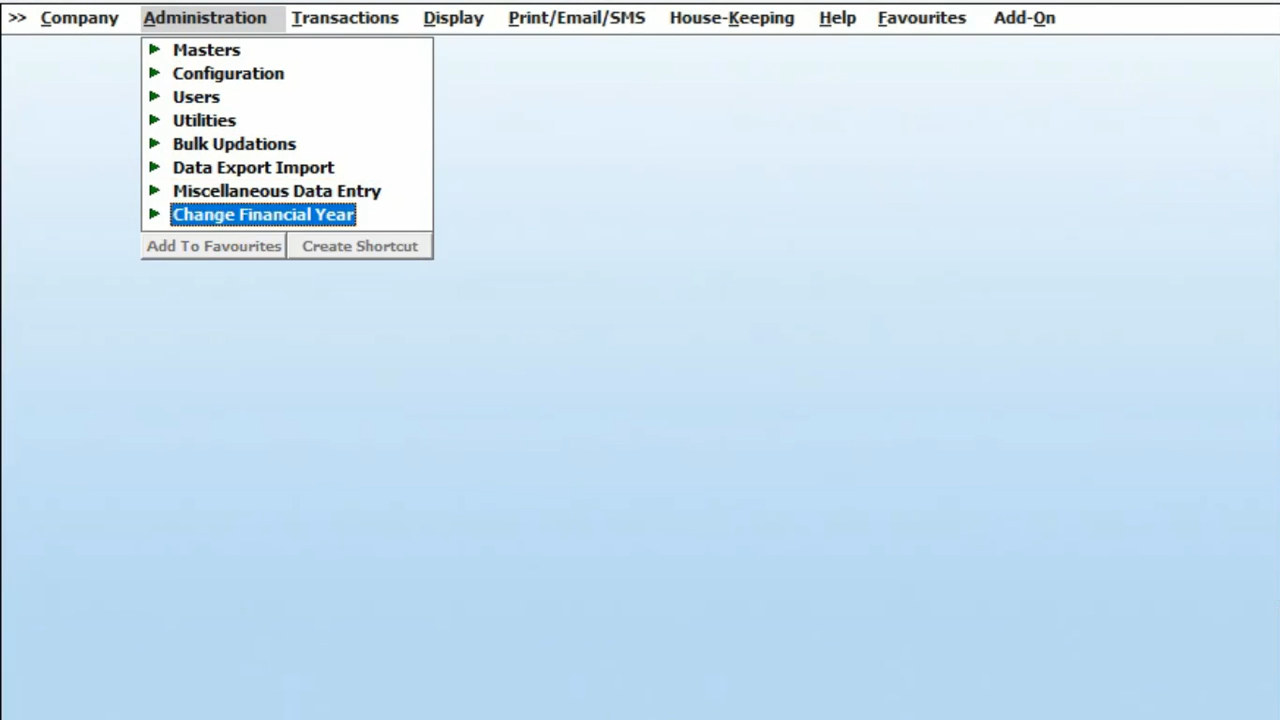 >> Company Administration Transactions Display Print/Email/SMS House-Keeping Help Favourites Add-On
Masters
Configuration
Users
Utilities
Bulk Updations
Data Export Import
Miscellaneous Data Entry
Change Financial Year
Add To Favourites Create Shortcut